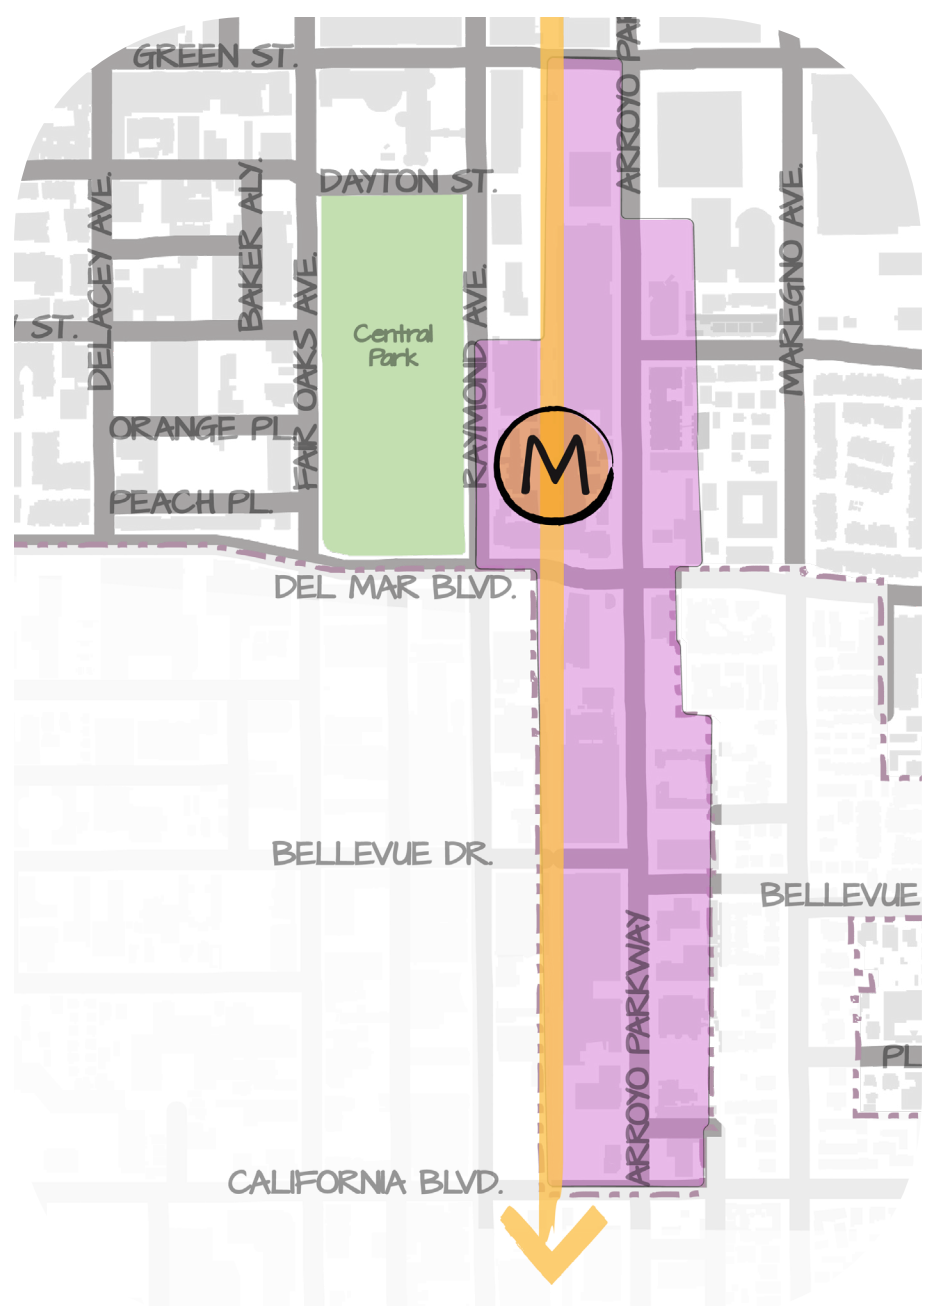 GREEN ST.
ARROYO PA
DAYTON ST.
DELACEY AVE.
BAKER ALY.
FAIR OAKS AVE.
RAYMOND AVE.
MAREGNO AVE.
ST.
Central
Park
ORANGE PL.
M
PEACH PL.
DEL MAR BLVD.
BELLEVUE DR.
BELLEVUE
ARROYO PARKWAY
PL
CALIFORNIA BLVD.